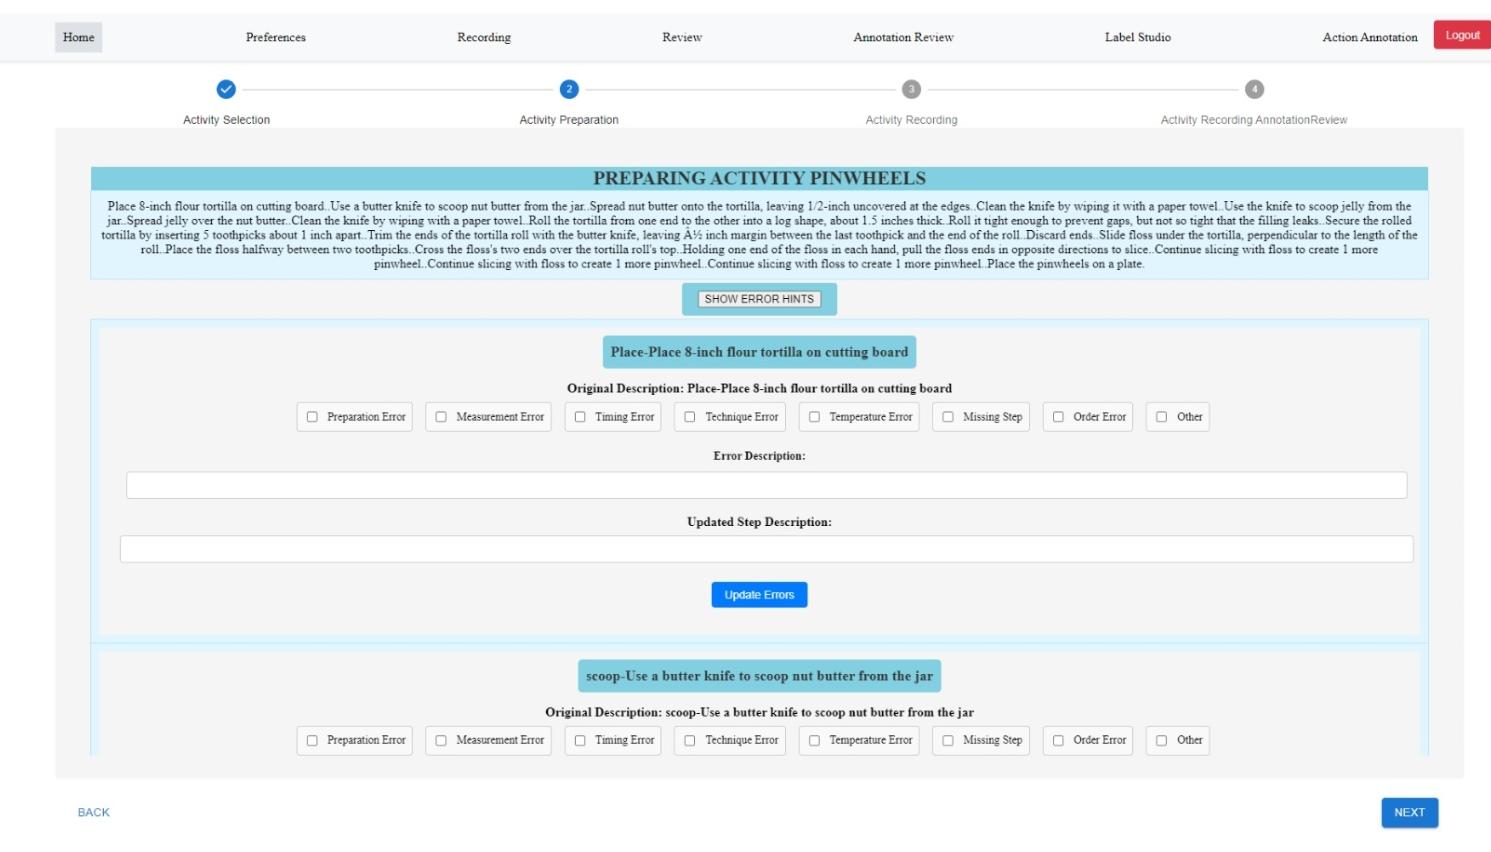 Home Preferences Recording Review Annotation Review Label Studio Action Annotation Logout
2 3 4
Activity Selection Activity Preparation Activity Recording Activity Recording AnnotationReview
PREPARING ACTIVITY PINWHEELS
Place 8-inch flour tortilla on cutting board..Use a butter knife to scoop nut butter from the jar..Spread nut butter onto the tortilla, leaving 1/2-inch uncovered at the edges..Clean the knife by wiping it with a paper towel..Use the knife to scoop jelly from the
jar..Spread jelly over the nut butter..Clean the knife by wiping with a paper towel..Roll the tortilla from one end to the other into a log shape, about 1.5 inches thick..Roll it tight enough to prevent gaps, but not so tight that the filling leaks..Secure the rolled
tortilla by inserting 5 toothpicks about 1 inch apart..Trim the ends of the tortilla roll with the butter knife, leaving Â½ inch margin between the last toothpick and the end of the roll..Discard ends..Slide floss under the tortilla, perpendicular to the length of the
roll..Place the floss halfway between two toothpicks..Cross the floss's two ends over the tortilla roll's top..Holding one end of the floss in each hand, pull the floss ends in opposite directions to slice..Continue slicing with floss to create 1 more
pinwheel..Continue slicing with floss to create 1 more pinwheel..Continue slicing with floss to create 1 more pinwheel..Place the pinwheels on a plate.
SHOW ERROR HINTS
Place-Place 8-inch flour tortilla on cutting board
Original Description: Place-Place 8-inch flour tortilla on cutting board
Preparation Error Measurement Error Timing Error Technique Error Temperature Error Missing Step Order Error Other
Error Description:
Updated Step Description:
Update Errors
scoop-Use a butter knife to scoop nut butter from the jar
Original Description: scoop-Use a butter knife to scoop nut butter from the jar
Preparation Error Measurement Error Timing Error Technique Error Temperature Error Missing Step Order Error Other
BACK NEXT